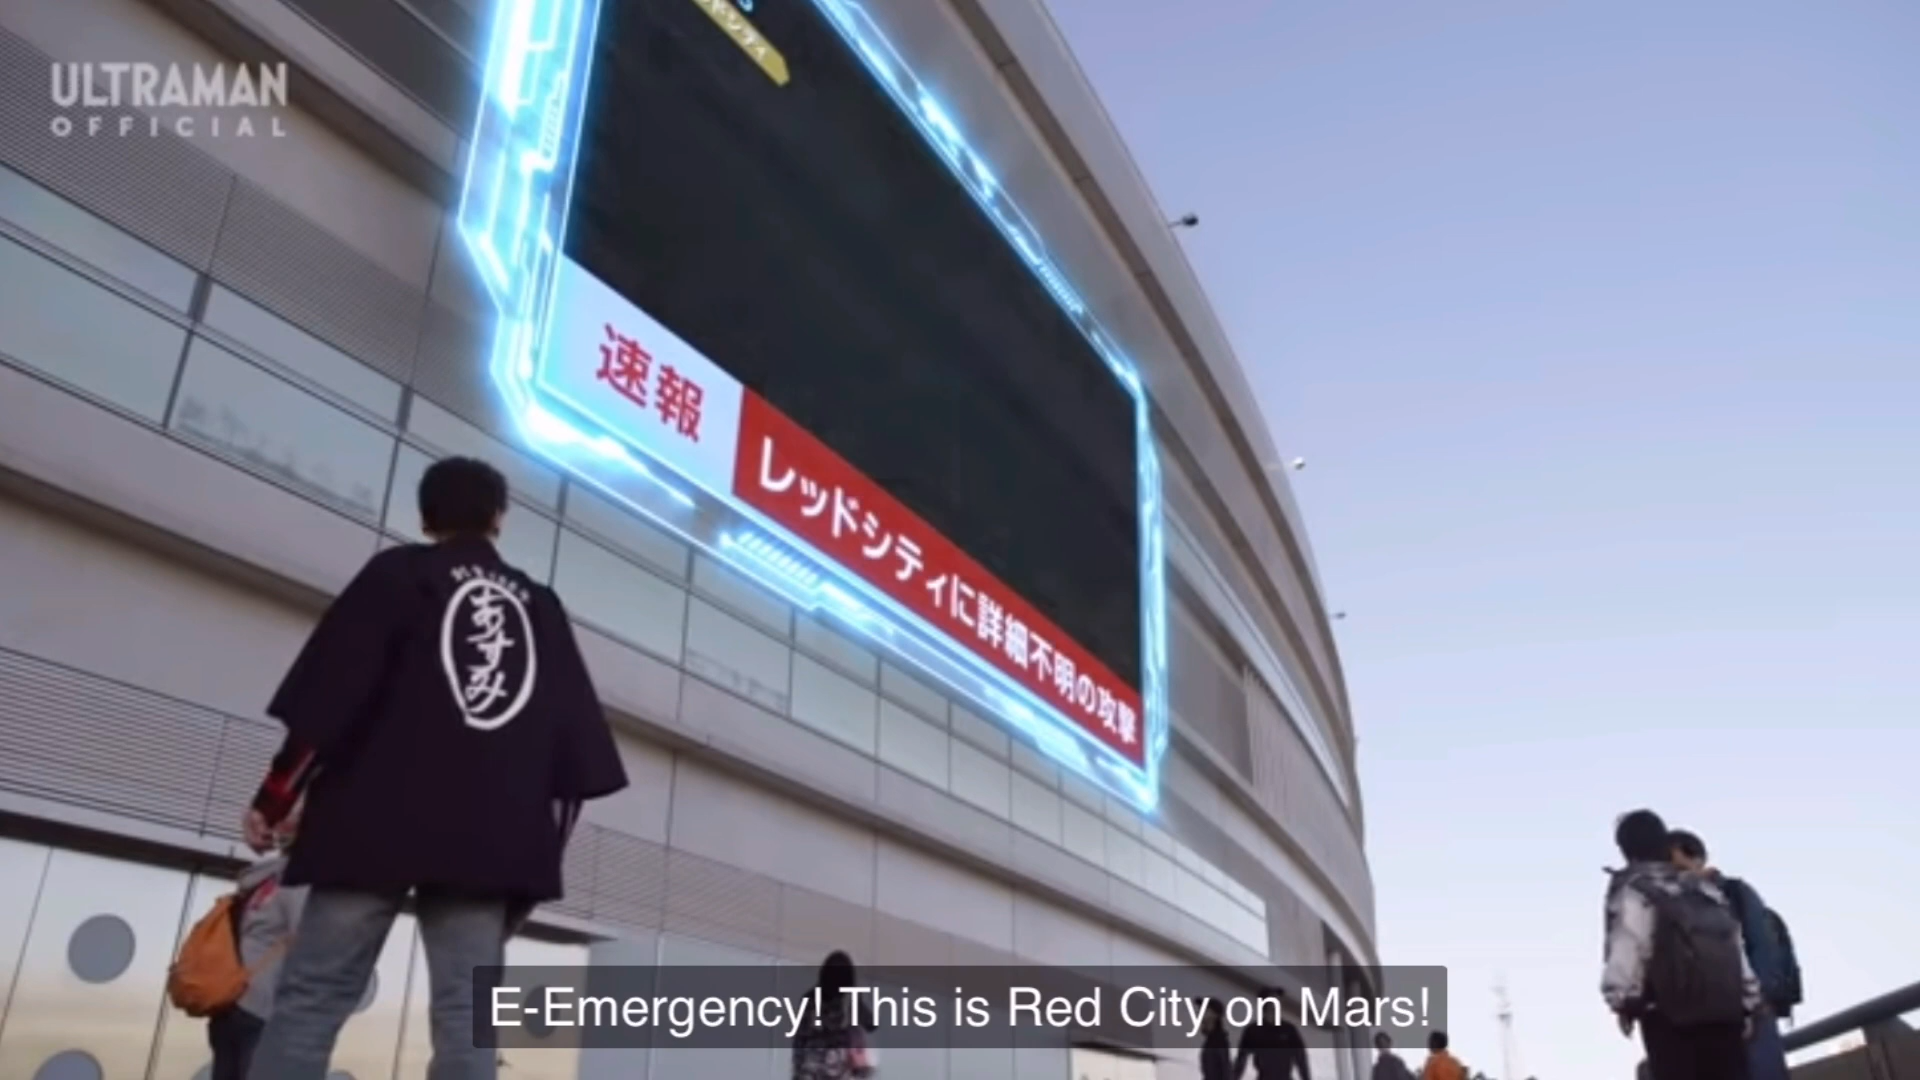 ULTRAMAN
OFFICIAL
速報
レッドシティに詳細不明の攻撃
あすみ
E-Emergency! This is Red City on Mars!